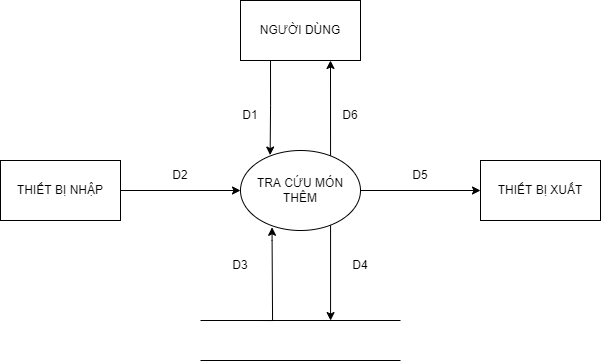 NGƯỜI DÙNG
D1
D6
THIẾT BỊ NHẬP
D2
TRA CỨU MÓN
THÊM
D5
THIẾT BỊ XUẤT
D3
D4